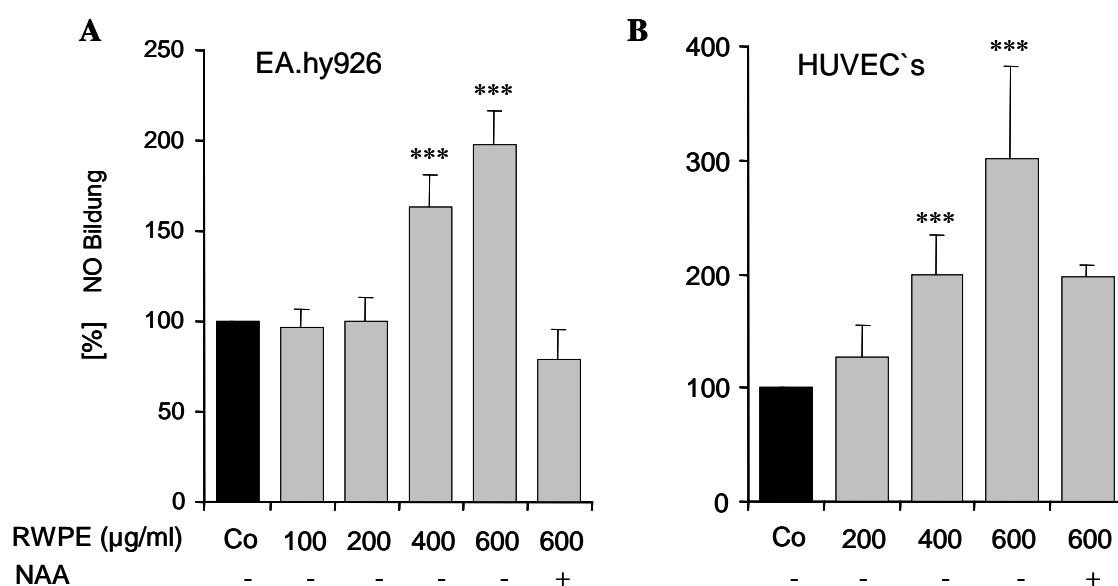 A
EA.hy926
250
200
150
100
50
0
[%] NO Bildung
***
***
RWPE (µg/ml) Co 100 200 400 600 600
NAA - - - - - +
B
HUVEC`s
400
300
200
100
0
***
***
Co 200 400 600 600
- - - - +